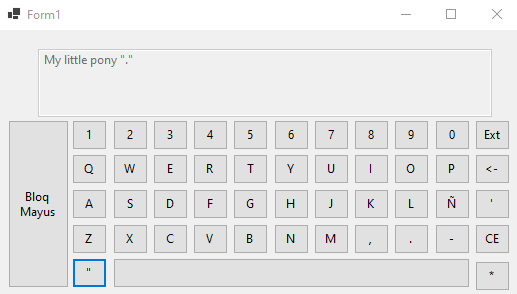 Form1
My little pony "."
1 2 3 4 5 6 7 8 9 0 Ext
Q W E R T Y U I O P <-
Bloq
Mayus
A S D F G H J K L Ñ '
Z X C V B N M , . - CE
" *